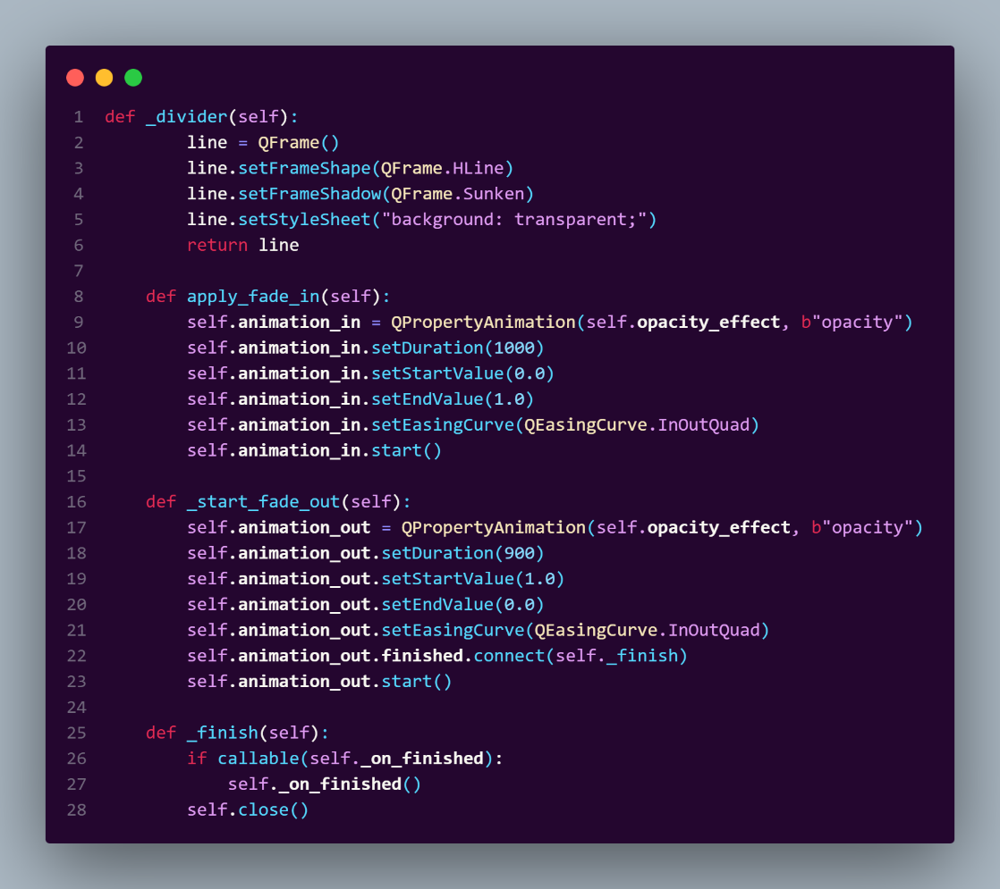 1 def _divider(self):
2         line = QFrame()
3         line.setFrameShape(QFrame.HLine)
4         line.setFrameShadow(QFrame.Sunken)
5         line.setStyleSheet("background: transparent;")
6         return line
7
8     def apply_fade_in(self):
9         self.animation_in = QPropertyAnimation(self.opacity_effect, b"opacity")
10         self.animation_in.setDuration(1000)
11         self.animation_in.setStartValue(0.0)
12         self.animation_in.setEndValue(1.0)
13         self.animation_in.setEasingCurve(QEasingCurve.InOutQuad)
14         self.animation_in.start()
15
16     def _start_fade_out(self):
17         self.animation_out = QPropertyAnimation(self.opacity_effect, b"opacity")
18         self.animation_out.setDuration(900)
19         self.animation_out.setStartValue(1.0)
20         self.animation_out.setEndValue(0.0)
21         self.animation_out.setEasingCurve(QEasingCurve.InOutQuad)
22         self.animation_out.finished.connect(self._finish)
23         self.animation_out.start()
24
25     def _finish(self):
26         if callable(self._on_finished):
27             self._on_finished()
28         self.close()